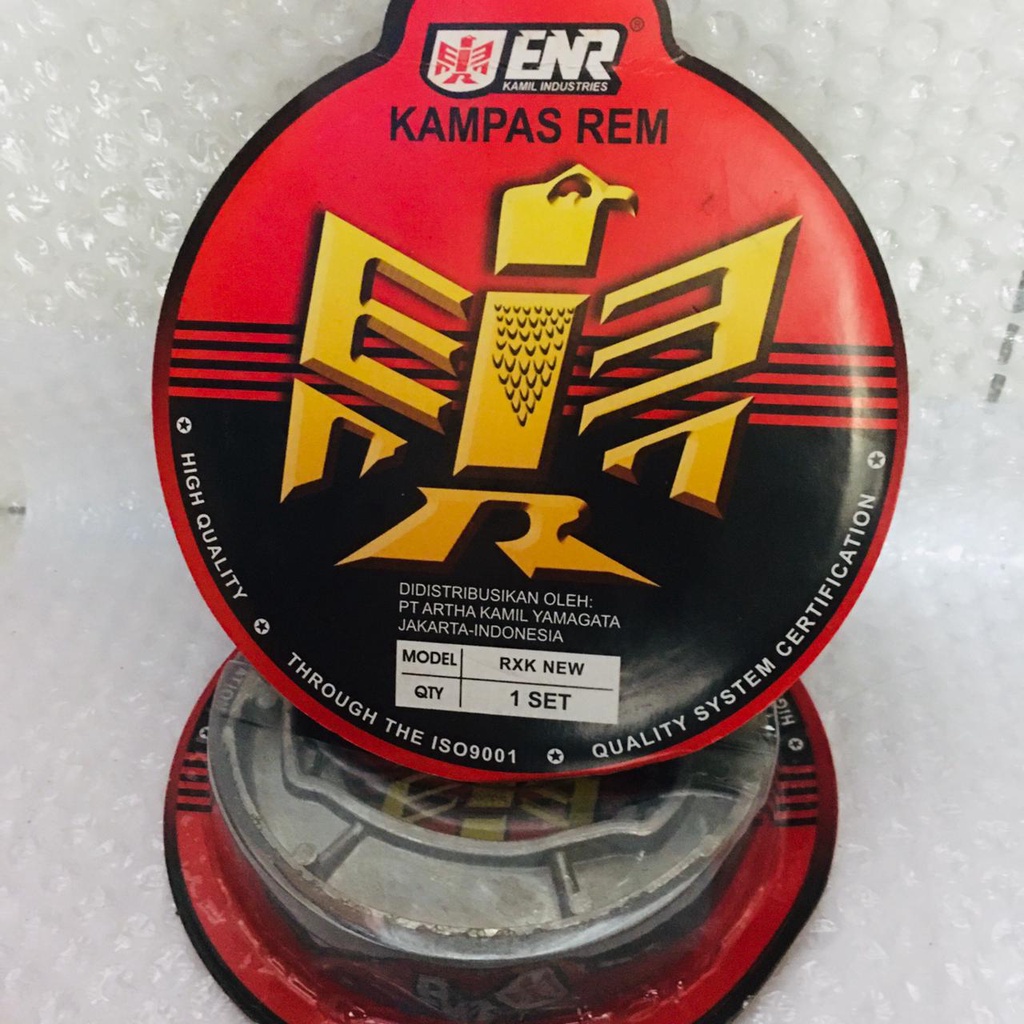 ENR ®
KAMIL INDUSTRIES
KAMPAS REM
DIDISTRIBUSIKAN OLEH:
PT ARTHA KAMIL YAMAGATA
JAKARTA-INDONESIA
MODEL RXK NEW
QTY 1 SET
HIGH QUALITY
THROUGH THE ISO9001
QUALITY SYSTEM CERTIFICATION